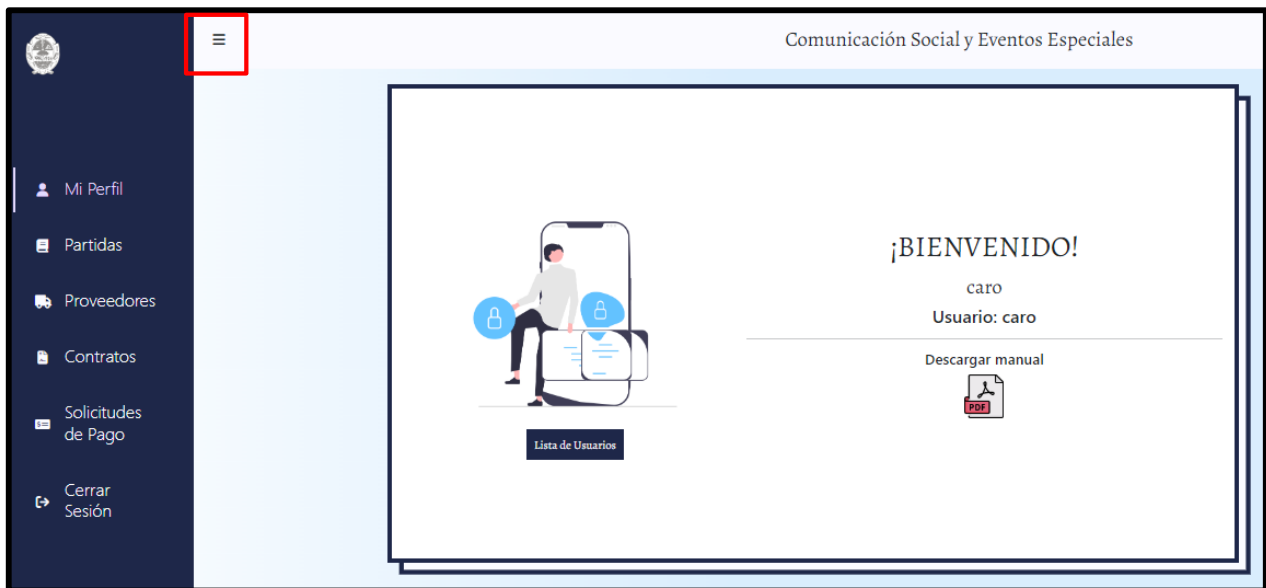 Comunicación Social y Eventos Especiales
Mi Perfil
Partidas
Proveedores
Contratos
Solicitudes
de Pago
Cerrar
Sesión
Lista de Usuarios
¡BIENVENIDO!
caro
Usuario: caro
Descargar manual
PDF